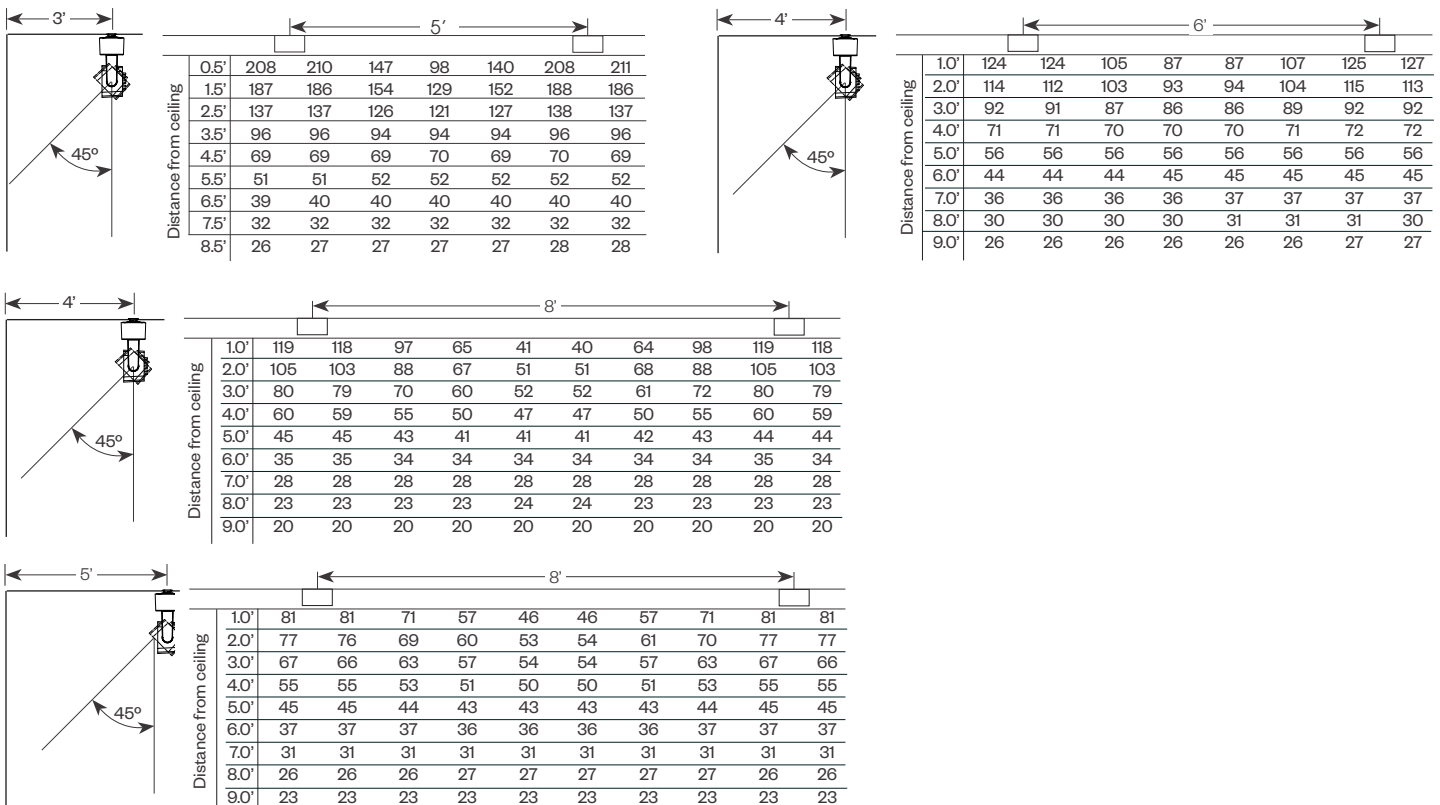 3'
5'
45º
Distance from ceiling
0.5' 208 210 147 98 140 208 211
1.5' 187 186 154 129 152 188 186
2.5' 137 137 126 121 127 138 137
3.5' 96 96 94 94 94 96 96
4.5' 69 69 69 70 69 70 69
5.5' 51 51 52 52 52 52 52
6.5' 39 40 40 40 40 40 40
7.5' 32 32 32 32 32 32 32
8.5' 26 27 27 27 27 28 28
4'
6'
45º
Distance from ceiling
1.0' 124 124 105 87 87 107 125 127
2.0' 114 112 103 93 94 104 115 113
3.0' 92 91 87 86 86 89 92 92
4.0' 71 71 70 70 70 71 72 72
5.0' 56 56 56 56 56 56 56 56
6.0' 44 44 44 45 45 45 45 45
7.0' 36 36 36 36 37 37 37 37
8.0' 30 30 30 30 31 31 31 30
9.0' 26 26 26 26 26 26 27 27
4'
8'
45º
Distance from ceiling
1.0' 119 118 97 65 41 40 64 98 119 118
2.0' 105 103 88 67 51 51 68 88 105 103
3.0' 80 79 70 60 52 52 61 72 80 79
4.0' 60 59 55 50 47 47 50 55 60 59
5.0' 45 45 43 41 41 41 42 43 44 44
6.0' 35 35 34 34 34 34 34 34 35 34
7.0' 28 28 28 28 28 28 28 28 28 28
8.0' 23 23 23 23 24 24 23 23 23 23
9.0' 20 20 20 20 20 20 20 20 20 20
5'
8'
45º
Distance from ceiling
1.0' 81 81 71 57 46 46 57 71 81 81
2.0' 77 76 69 60 53 54 61 70 77 77
3.0' 67 66 63 57 54 54 57 63 67 66
4.0' 55 55 53 51 50 50 51 53 55 55
5.0' 45 45 44 43 43 43 43 44 45 45
6.0' 37 37 37 36 36 36 36 37 37 37
7.0' 31 31 31 31 31 31 31 31 31 31
8.0' 26 26 26 27 27 27 27 27 26 26
9.0' 23 23 23 23 23 23 23 23 23 23